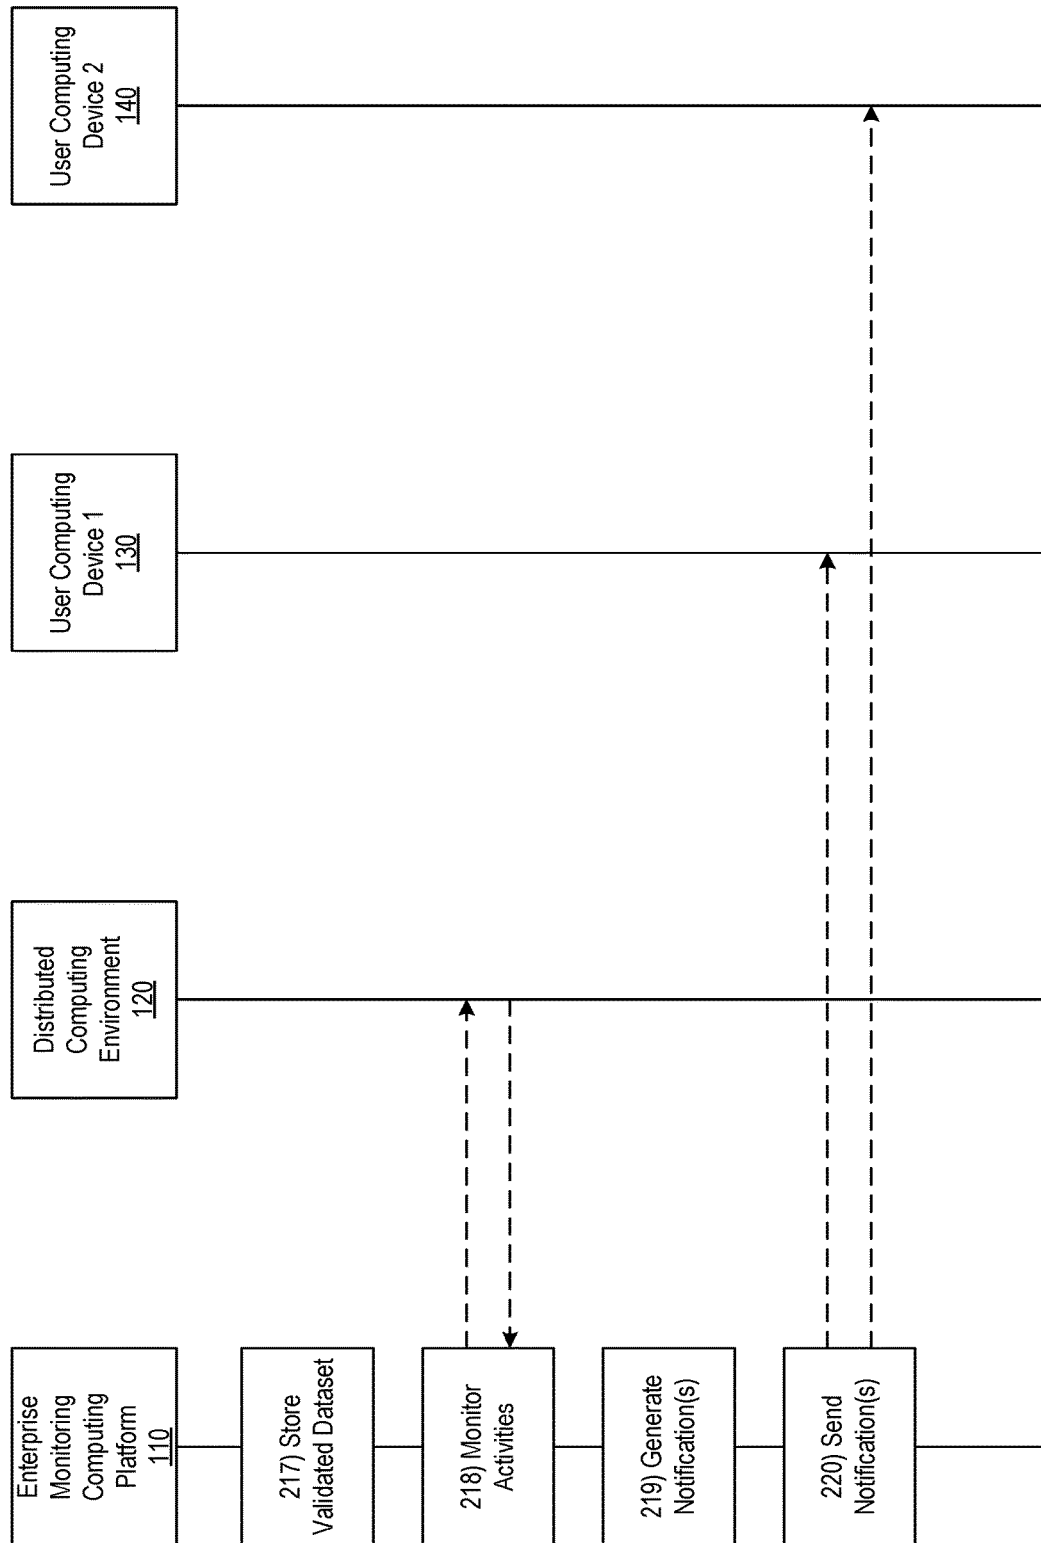 Enterprise
Monitoring
Computing
Platform
110
Distributed
Computing
Environment
120
User Computing
Device 1
130
User Computing
Device 2
140
217) Store
Validated Dataset
218) Monitor
Activities
219) Generate
Notification(s)
220) Send
Notification(s)